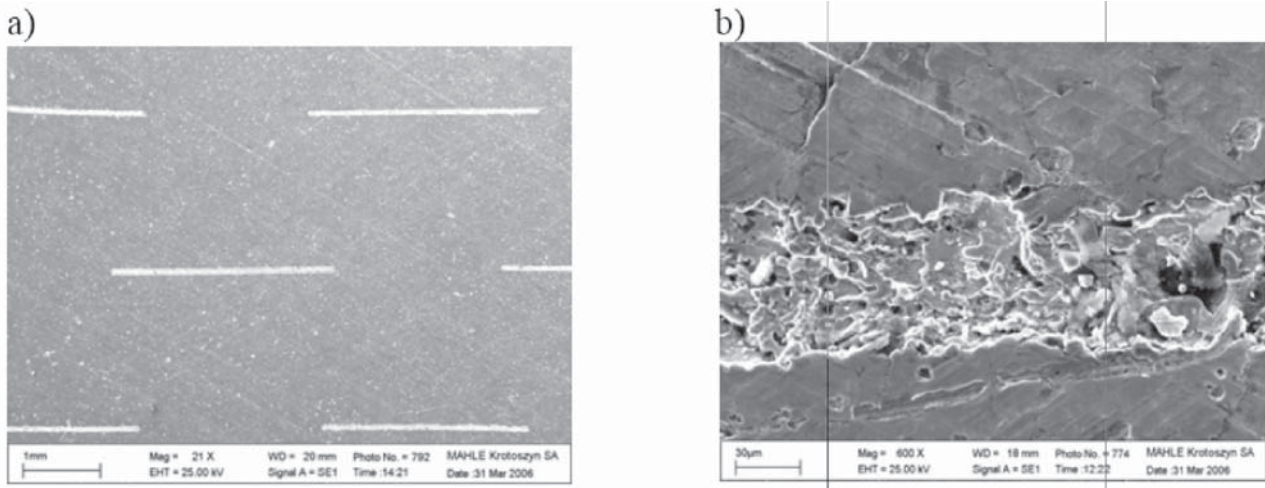 a)
1mm Mag = 21 X WD = 20 mm Photo No. = 792 MAHLE Krotoszyn SA
EHT = 25.00 kV Signal A = SE1 Time :14:21 Date :31 Mar 2006
b)
30µm Mag = 600 X WD = 18 mm Photo No. = 774 MAHLE Krotoszyn SA
EHT = 25.00 kV Signal A = SE1 Time :12:22 Date :31 Mar 2006